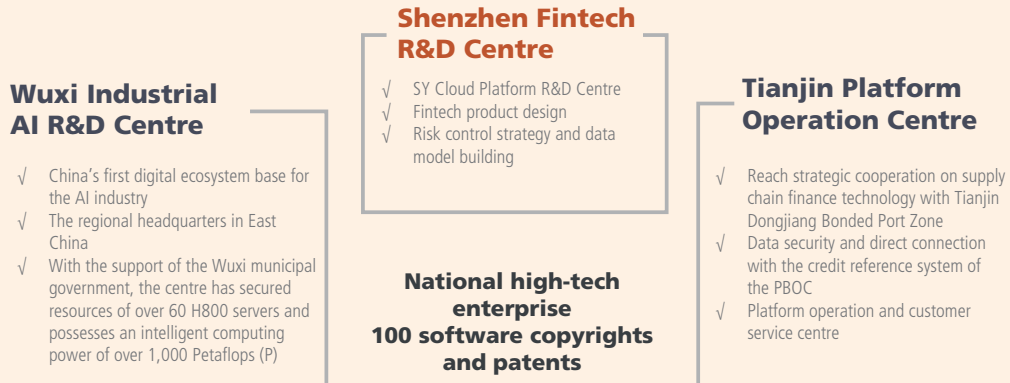 Shenzhen Fintech
R&D Centre
√ SY Cloud Platform R&D Centre
√ Fintech product design
√ Risk control strategy and data
model building
Wuxi Industrial
AI R&D Centre
√ China's first digital ecosystem base for
the AI industry
√ The regional headquarters in East
China
√ With the support of the Wuxi municipal
government, the centre has secured
resources of over 60 H800 servers and
possesses an intelligent computing
power of over 1,000 Petaflops (P)
Tianjin Platform
Operation Centre
√ Reach strategic cooperation on supply
chain finance technology with Tianjin
Dongjiang Bonded Port Zone
√ Data security and direct connection
with the credit reference system of
the PBOC
√ Platform operation and customer
service centre
National high-tech
enterprise
100 software copyrights
and patents